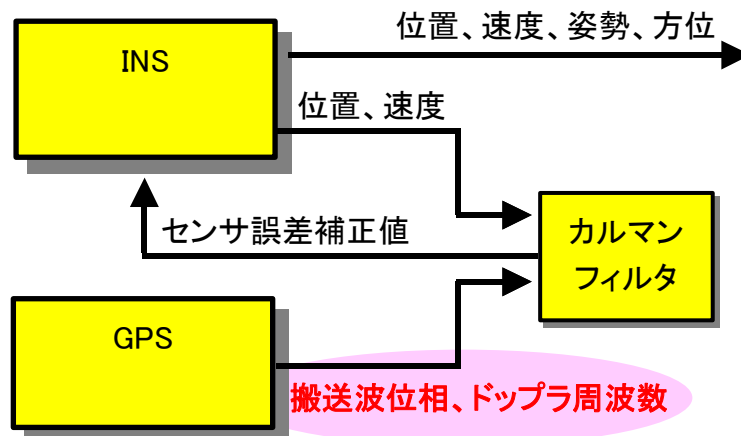 位置、速度、姿勢、方位
INS
位置、速度
センサ誤差補正値
カルマン
フィルタ
GPS
搬送波位相、ドップラ周波数